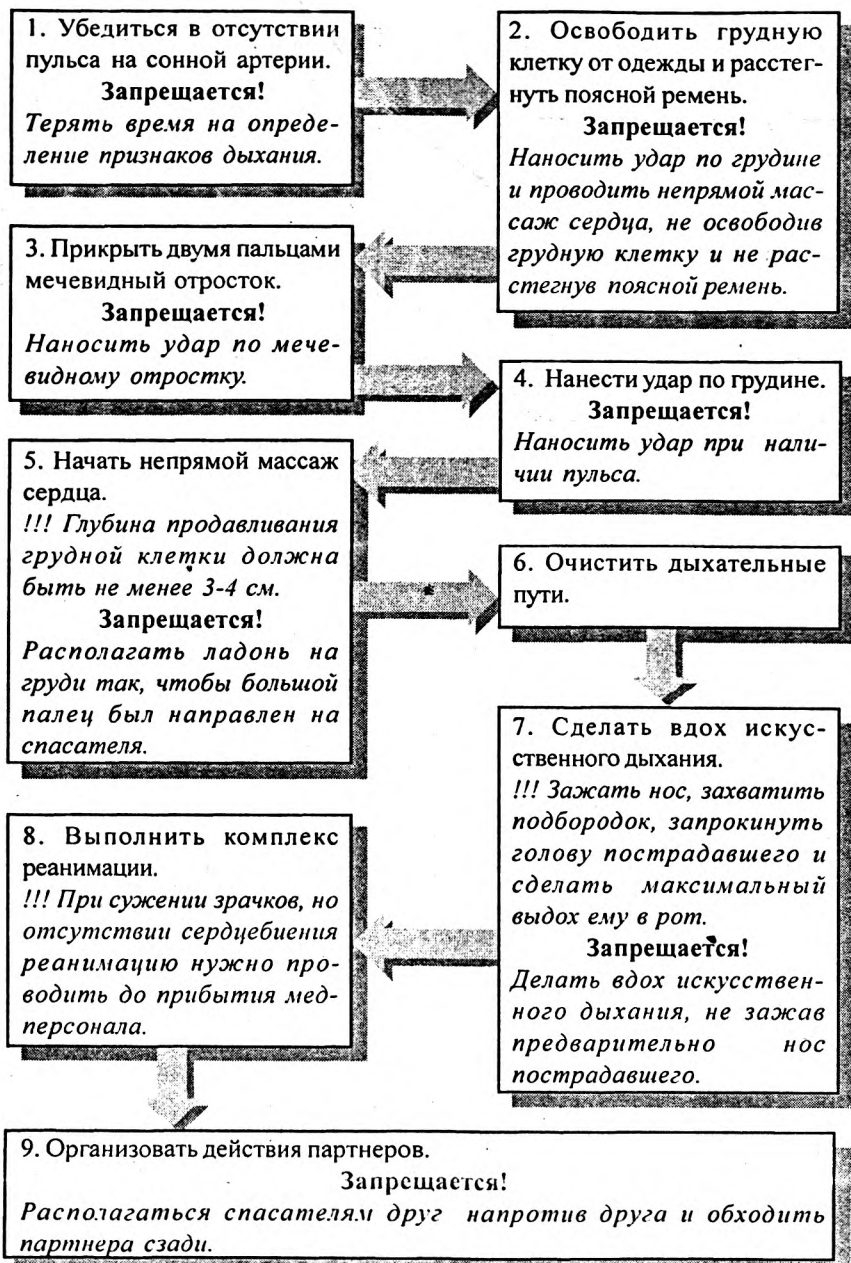 1. Убедиться в отсутствии
пульса на сонной артерии.
Запрещается!
Терять время на опреде-
ление признаков дыхания.
2. Освободить грудную
клетку от одежды и расстег-
нуть поясной ремень.
Запрещается!
Наносить удар по грудине
и проводить непрямой мас-
саж сердца, не освободив
грудную клетку и не рас-
стегнув поясной ремень.
3. Прикрыть двумя пальцами
мечевидный отросток.
Запрещается!
Наносить удар по мече-
видному отростку.
4. Нанести удар по грудине.
Запрещается!
Наносить удар при нали-
чии пульса.
5. Начать непрямой массаж
сердца.
!!! Глубина продавливания
грудной клетки должна
быть не менее 3-4 см.
Запрещается!
Располагать ладонь на
груди так, чтобы большой
палец был направлен на
спасателя.
6. Очистить дыхательные
пути.
7. Сделать вдох искус-
ственного дыхания.
!!! Зажать нос, захватить
подбородок, запрокинуть
голову пострадавшего и
сделать максимальный
выдох ему в рот.
Запрещается!
Делать вдох искусствен-
ного дыхания, не зажав
предварительно нос
пострадавшего.
8. Выполнить комплекс
реанимации.
!!! При сужении зрачков, но
отсутствии сердцебиения
реанимацию нужно про-
водить до прибытия мед-
персонала.
9. Организовать действия партнеров.
Запрещается!
Располагаться спасателям друг напротив друга и обходить
партнера сзади.